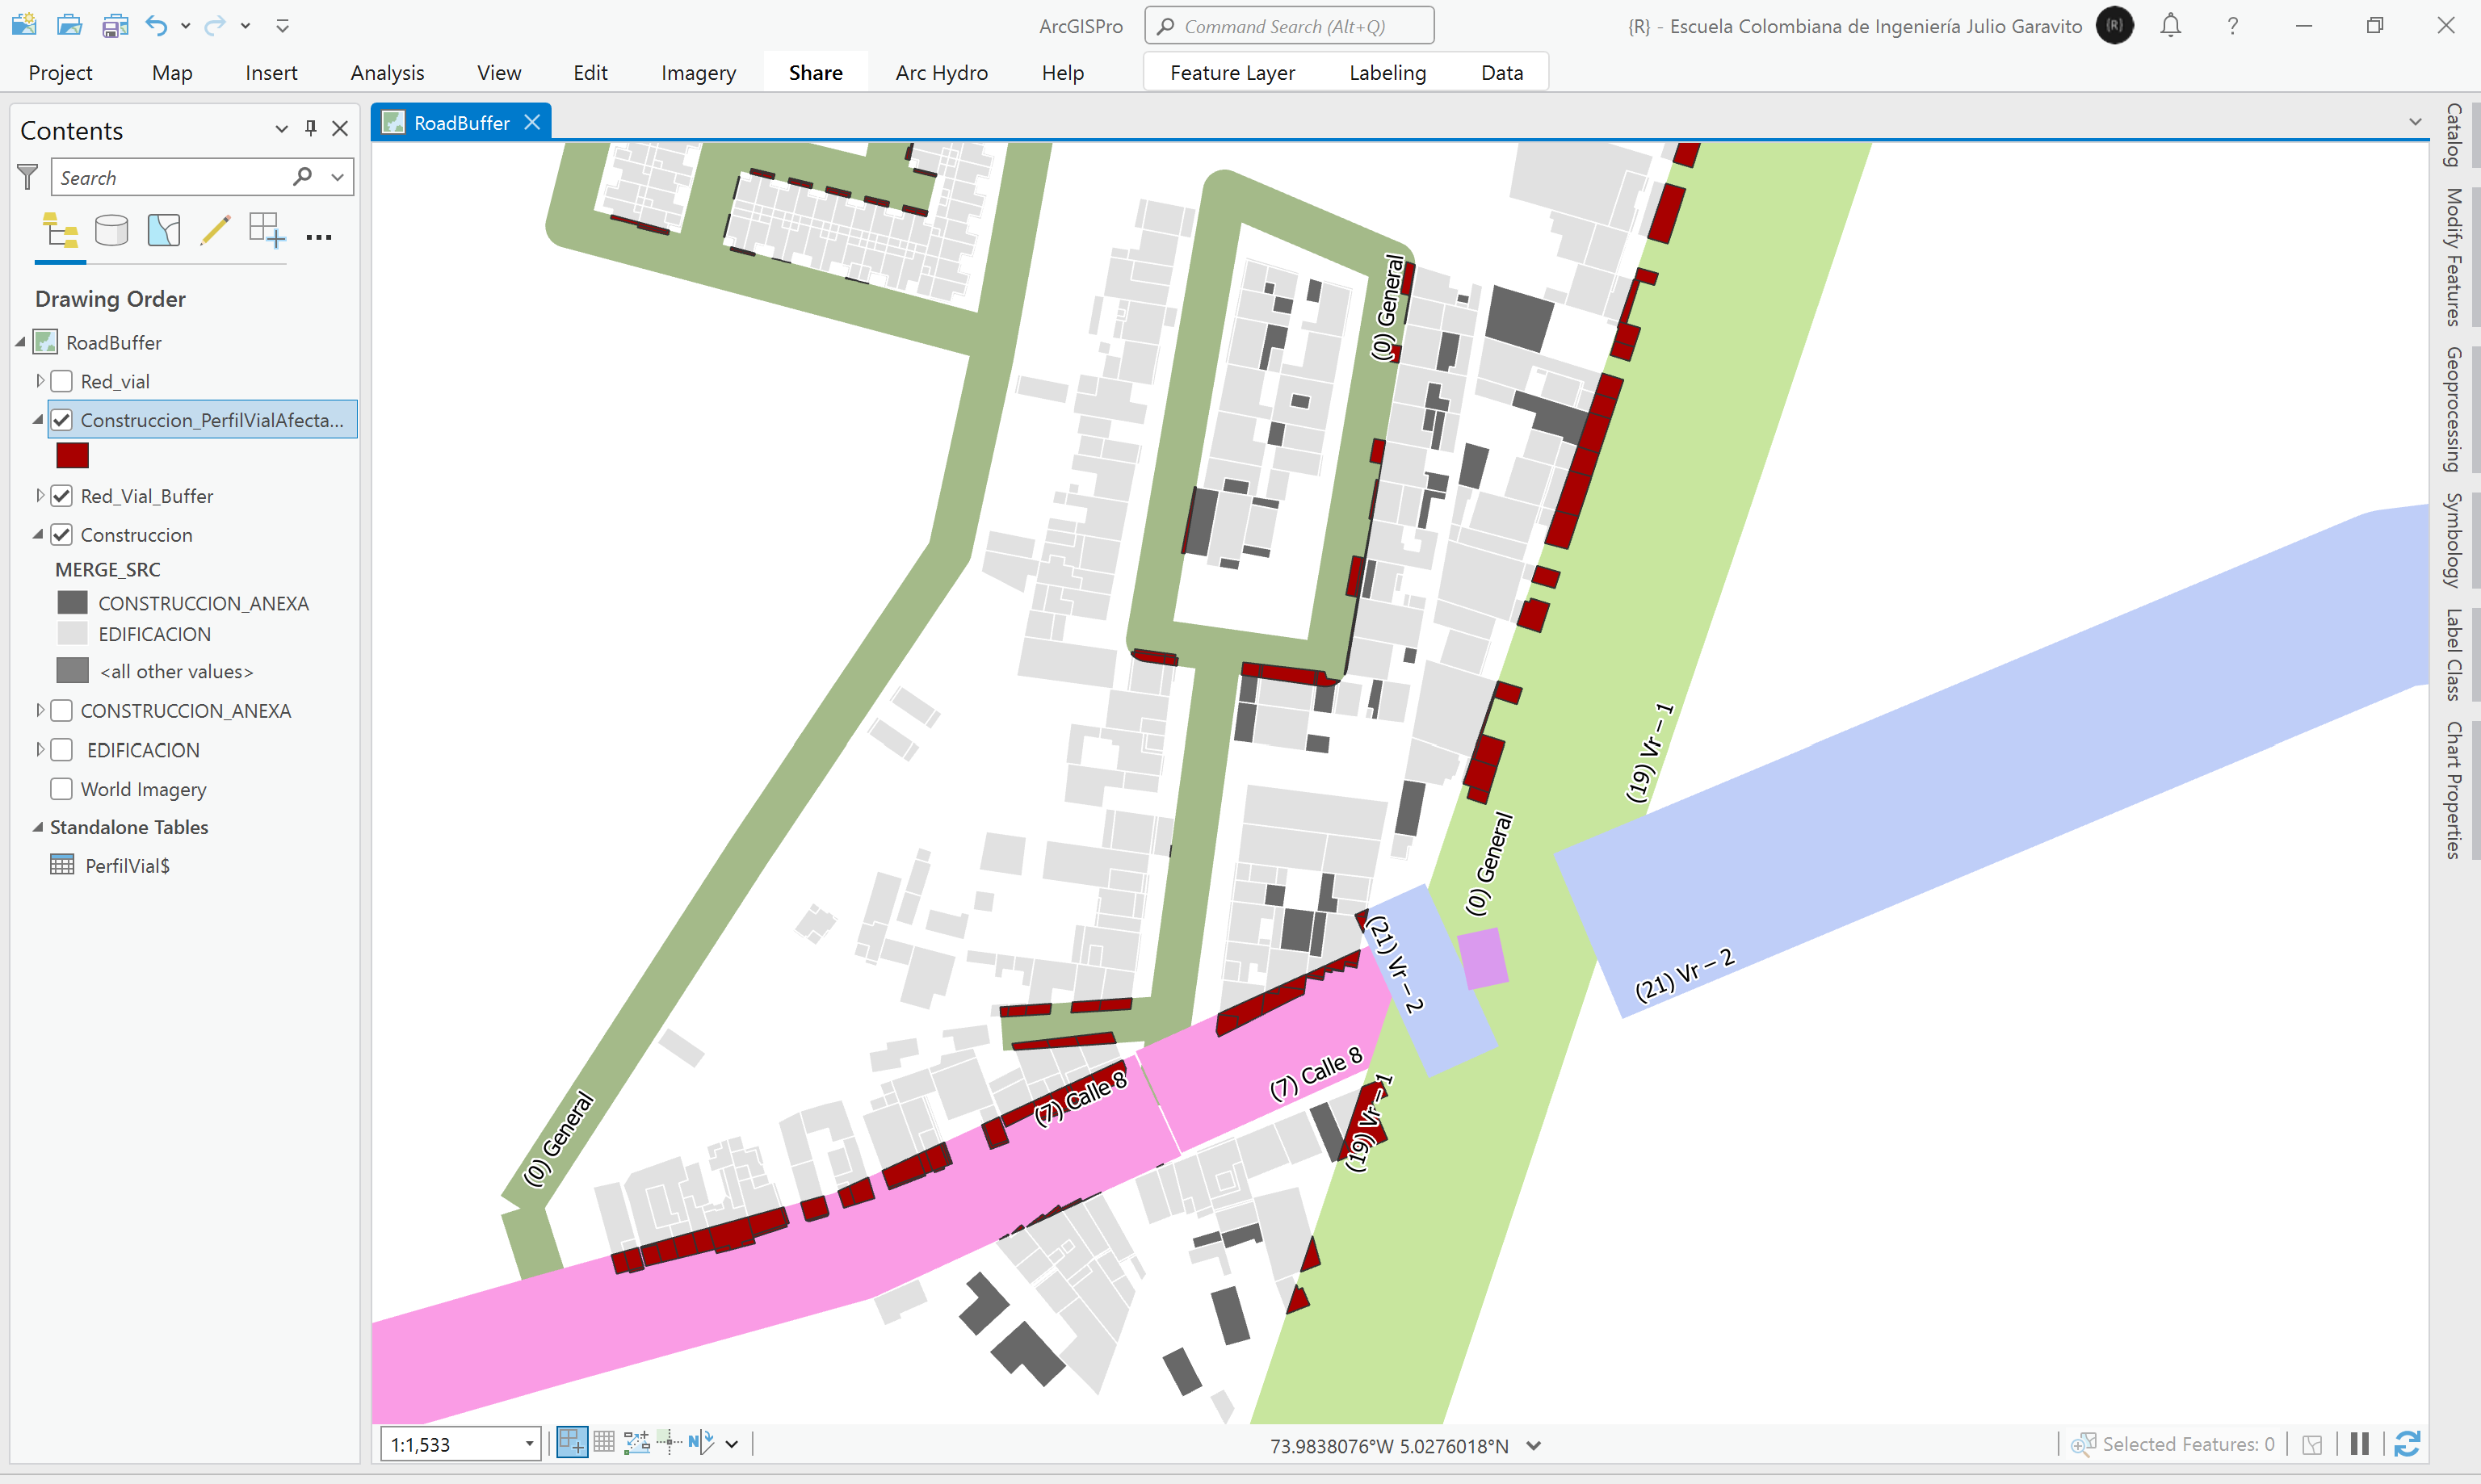 ArcGISPro
Command Search (Alt+Q)
{R} - Escuela Colombiana de Ingeniería Julio Garavito
{R}
?
Project
Map
Insert
Analysis
View
Edit
Imagery
Share
Arc Hydro
Help
Feature Layer
Labeling
Data
Contents
Search
Drawing Order
RoadBuffer
Red_vial
Construccion_PerfilVialAfecta...
Red_Vial_Buffer
Construccion
MERGE_SRC
CONSTRUCCION_ANEXA
EDIFICACION
<all other values>
CONSTRUCCION_ANEXA
EDIFICACION
World Imagery
Standalone Tables
PerfilVial$
RoadBuffer
(0) General
(19) Vr – 1
(0) General
(21) Vr – 2
(21) Vr – 2
(7) Calle 8
(7) Calle 8
(19) Vr – 1
(0) General
Catalog
Modify Features
Geoprocessing
Symbology
Label Class
Chart Properties
1:1,533
N
73.9838076°W 5.0276018°N
Selected Features: 0